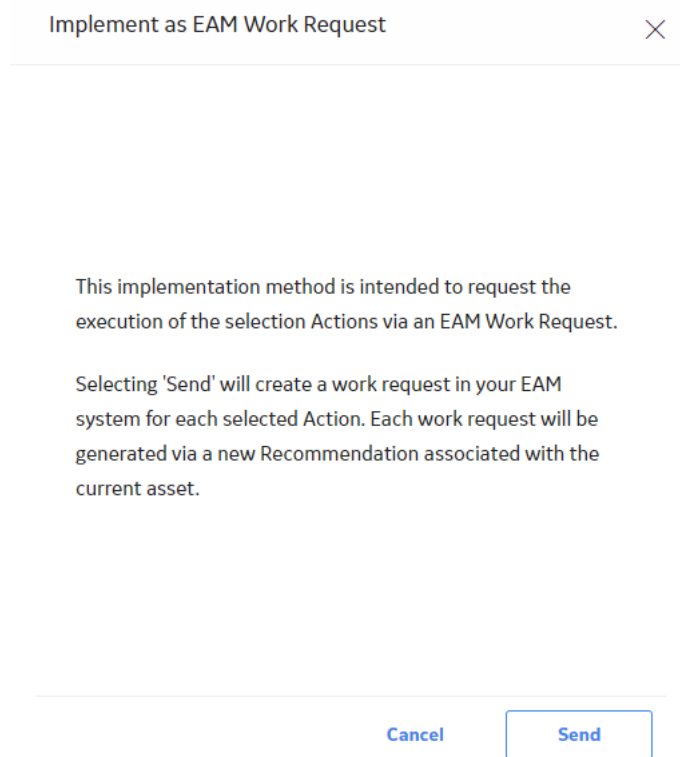 Implement as EAM Work Request
This implementation method is intended to request the
execution of the selection Actions via an EAM Work Request.
Selecting 'Send' will create a work request in your EAM
system for each selected Action. Each work request will be
generated via a new Recommendation associated with the
current asset.
Cancel
Send